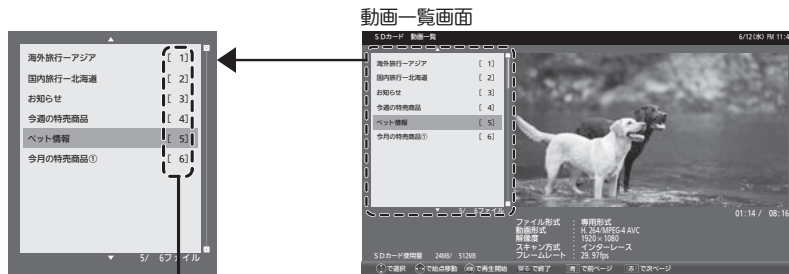 動画一覧画面
海外旅行ーアジア [ 1]
国内旅行ー北海道 [ 2]
お知らせ [ 3]
今週の特売商品 [ 4]
ペット情報 [ 5]
今月の特売商品① [ 6]
5/ 6ファイル
SDカード 動画一覧 6/12(水) PM 11:4
海外旅行ーアジア [ 1]
国内旅行ー北海道 [ 2]
お知らせ [ 3]
今週の特売商品 [ 4]
ペット情報 [ 5]
今月の特売商品① [ 6]
5/ 6ファイル
01:14 / 08:16
ファイル形式 : 専用形式
動画形式 : H.264/MPEG-4 AVC
解像度 : 1920×1080
スキャン方式 : インターレース
フレームレート : 29.97fps
SDカード使用量 24MB/ 512MB
で選択 で始点移動 で再生開始 戻る で終了 青 で前ページ 赤 で次ページ